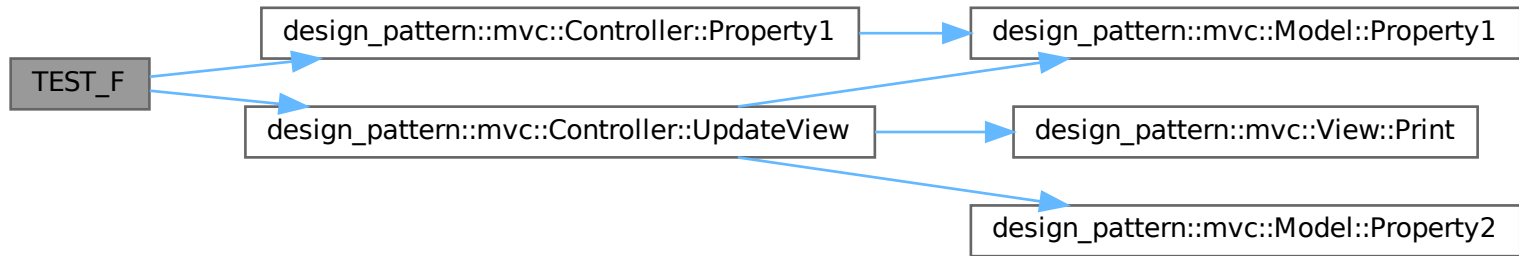 design_pattern::mvc::Controller::Property1
design_pattern::mvc::Model::Property1
TEST_F
design_pattern::mvc::Controller::UpdateView
design_pattern::mvc::View::Print
design_pattern::mvc::Model::Property2